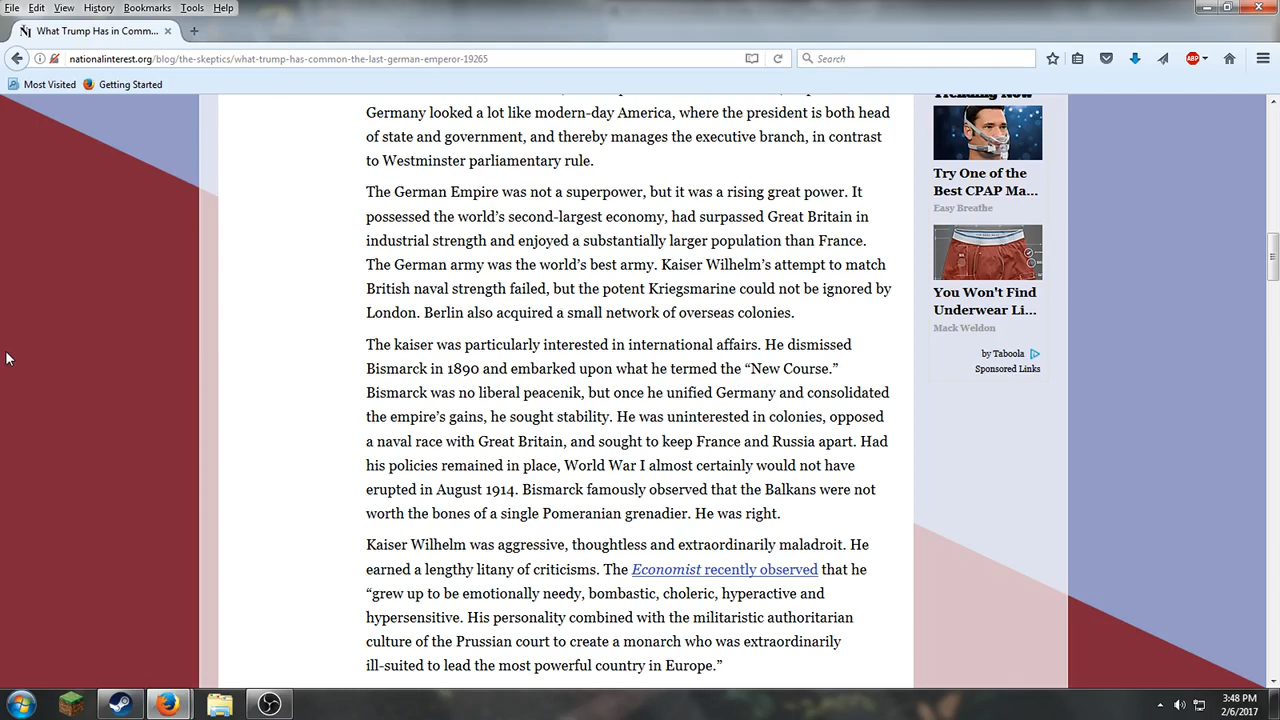 File Edit View History Bookmarks Tools Help
What Trump Has in Comm...
nationalinterest.org/blog/the-skeptics/what-trump-has-common-the-last-german-emperor-19265
Search
ABP
Most Visited Getting Started
Germany looked a lot like modern-day America, where the president is both head
of state and government, and thereby manages the executive branch, in contrast
to Westminster parliamentary rule.
The German Empire was not a superpower, but it was a rising great power. It
possessed the world’s second-largest economy, had surpassed Great Britain in
industrial strength and enjoyed a substantially larger population than France.
The German army was the world’s best army. Kaiser Wilhelm’s attempt to match
British naval strength failed, but the potent Kriegsmarine could not be ignored by
London. Berlin also acquired a small network of overseas colonies.
The kaiser was particularly interested in international affairs. He dismissed
Bismarck in 1890 and embarked upon what he termed the “New Course.”
Bismarck was no liberal peacenik, but once he unified Germany and consolidated
the empire’s gains, he sought stability. He was uninterested in colonies, opposed
a naval race with Great Britain, and sought to keep France and Russia apart. Had
his policies remained in place, World War I almost certainly would not have
erupted in August 1914. Bismarck famously observed that the Balkans were not
worth the bones of a single Pomeranian grenadier. He was right.
Kaiser Wilhelm was aggressive, thoughtless and extraordinarily maladroit. He
earned a lengthy litany of criticisms. The Economist recently observed that he
“grew up to be emotionally needy, bombastic, choleric, hyperactive and
hypersensitive. His personality combined with the militaristic authoritarian
culture of the Prussian court to create a monarch who was extraordinarily
ill-suited to lead the most powerful country in Europe.”
Trending Now
Try One of the
Best CPAP Ma...
Easy Breathe
You Won't Find
Underwear Li...
Mack Weldon
by Taboola
Sponsored Links
3:48 PM
2/6/2017